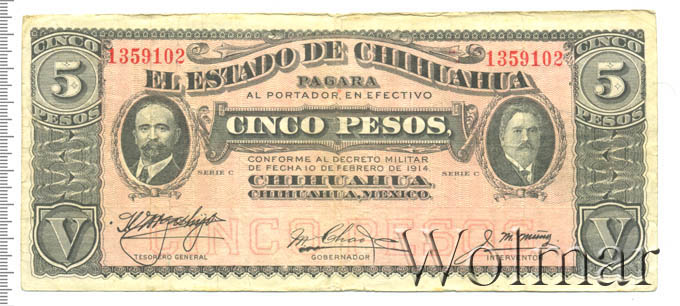 CINCO
5
PESOS
1359102
1359102
CINCO
5
PESOS
EL ESTADO DE CHIHUAHUA
PAGARA
AL PORTADOR, EN EFECTIVO
CINCO PESOS,
CONFORME AL DECRETO MILITAR
DE FECHA 10 DE FEBRERO DE 1914.
SERIE C
SERIE C
CHIHUAHUA,
CHIHUAHUA, MEXICO.
CINCO PESOS
V
V
TESORERO GENERAL
GOBERNADOR
INTERVENTOR
Wolmar